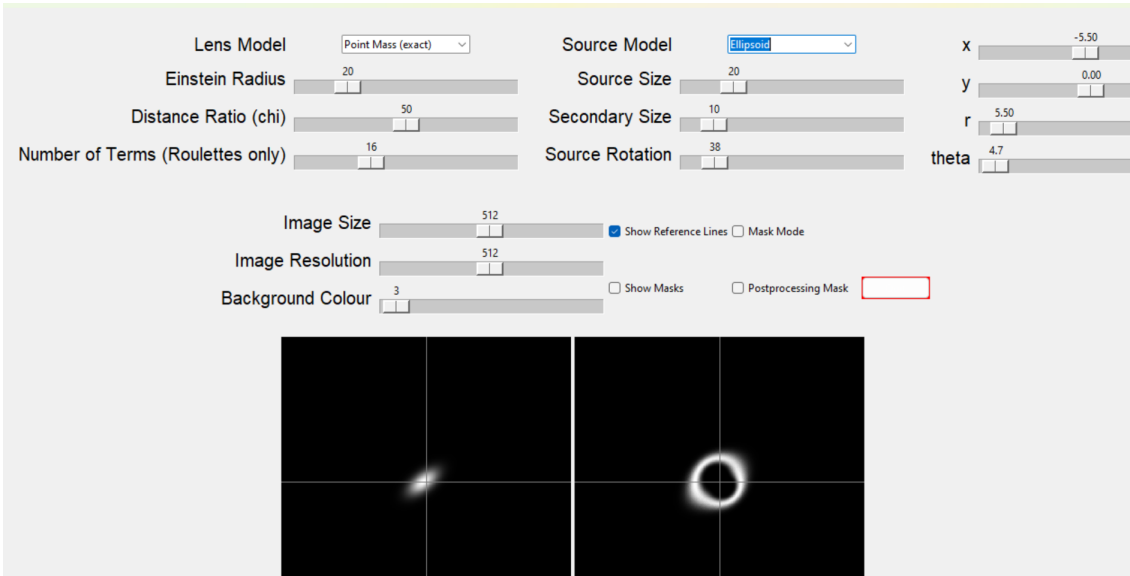 Lens Model Point Mass (exact) Source Model Ellipsoid x -5.50
Einstein Radius 20 Source Size 20 y 0.00
Distance Ratio (chi) 50 Secondary Size 10 r 5.50
Number of Terms (Roulettes only) 16 Source Rotation 38 theta 4.7
Image Size 512 Show Reference Lines Mask Mode
Image Resolution 512
Background Colour 3 Show Masks Postprocessing Mask